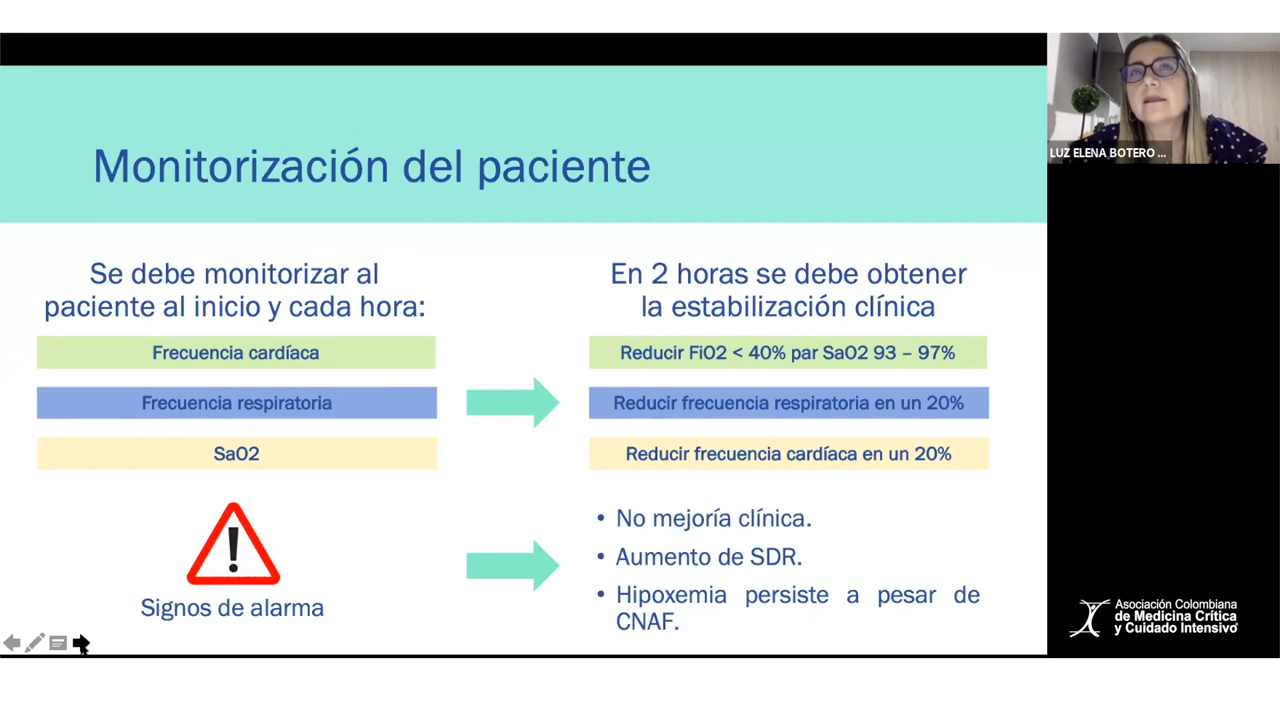 Monitorización del paciente
Se debe monitorizar al
paciente al inicio y cada hora:
Frecuencia cardíaca
Frecuencia respiratoria
SaO2
En 2 horas se debe obtener
la estabilización clínica
Reducir FiO2 < 40% par SaO2 93 – 97%
Reducir frecuencia respiratoria en un 20%
Reducir frecuencia cardíaca en un 20%
!
Signos de alarma
• No mejoría clínica.
• Aumento de SDR.
• Hipoxemia persiste a pesar de
CNAF.
LUZ ELENA BOTERO ...
Asociación Colombiana
de Medicina Crítica
y Cuidado Intensivo